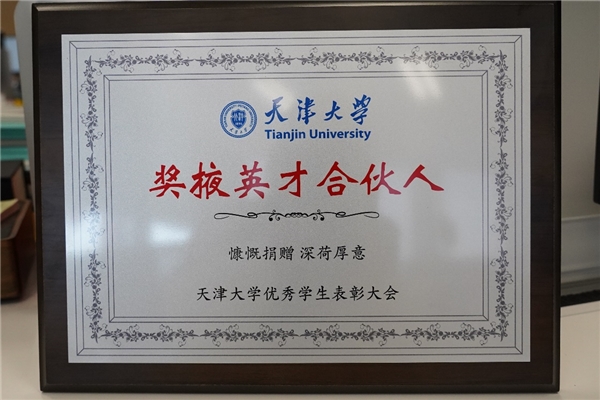 天津大学
Tianjin University
奖掖英才合伙人
慷慨捐赠 深荷厚意
天津大学优秀学生表彰大会